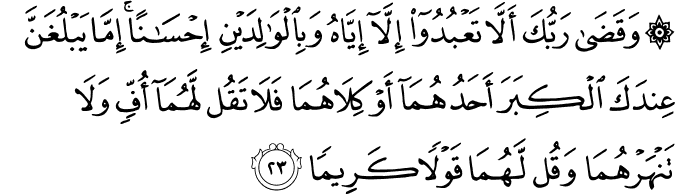 ۞ وَقَضَىٰ رَبُّكَ أَلَّا تَعْبُدُوٓا۟ إِلَّآ إِيَّاهُ وَبِٱلْوَٰلِدَيْنِ إِحْسَـٰنًا ۚ إِمَّا يَبْلُغَنَّ
عِندَكَ ٱلْكِبَرَ أَحَدُهُمَآ أَوْ كِلَاهُمَا فَلَا تَقُل لَّهُمَآ أُفٍّ وَلَا
تَنْهَرْهُمَا وَقُل لَّهُمَا قَوْلًا كَرِيمًا ٢٣